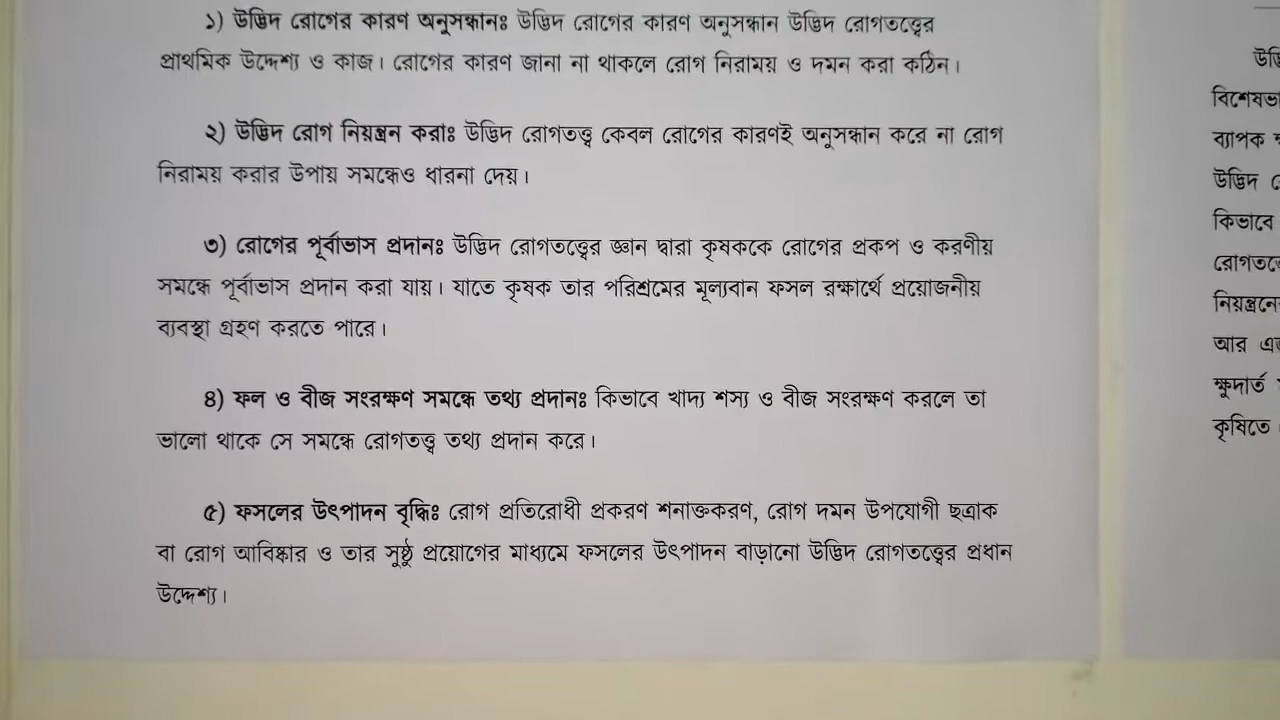 ১) উদ্ভিদ রোগের কারণ অনুসন্ধানঃ উদ্ভিদ রোগের কারণ অনুসন্ধান উদ্ভিদ রোগতত্ত্বের
প্রাথমিক উদ্দেশ্য ও কাজ। রোগের কারণ জানা না থাকলে রোগ নিরাময় ও দমন করা কঠিন।
২) উদ্ভিদ রোগ নিয়ন্ত্রন করাঃ উদ্ভিদ রোগতত্ত্ব কেবল রোগের কারণই অনুসন্ধান করে না রোগ
নিরাময় করার উপায় সমন্ধেও ধারনা দেয়।
৩) রোগের পূর্বাভাস প্রদানঃ উদ্ভিদ রোগতত্ত্বের জ্ঞান দ্বারা কৃষককে রোগের প্রকপ ও করণীয়
সমন্ধে পূর্বাভাস প্রদান করা যায়। যাতে কৃষক তার পরিশ্রমের মূল্যবান ফসল রক্ষার্থে প্রয়োজনীয়
ব্যবস্থা গ্রহণ করতে পারে।
৪) ফল ও বীজ সংরক্ষণ সমন্ধে তথ্য প্রদানঃ কিভাবে খাদ্য শস্য ও বীজ সংরক্ষণ করলে তা
ভালো থাকে সে সমন্ধে রোগতত্ত্ব তথ্য প্রদান করে।
৫) ফসলের উৎপাদন বৃদ্ধিঃ রোগ প্রতিরোধী প্রকরণ শনাক্তকরণ, রোগ দমন উপযোগী ছত্রাক
বা রোগ আবিষ্কার ও তার সুষ্ঠু প্রয়োগের মাধ্যমে ফসলের উৎপাদন বাড়ানো উদ্ভিদ রোগতত্ত্বের প্রধান
উদ্দেশ্য।
ব্যাপক
উদ্ভিদ
কিভাবে
আর
ক্ষুদার্ত
কৃষিতে